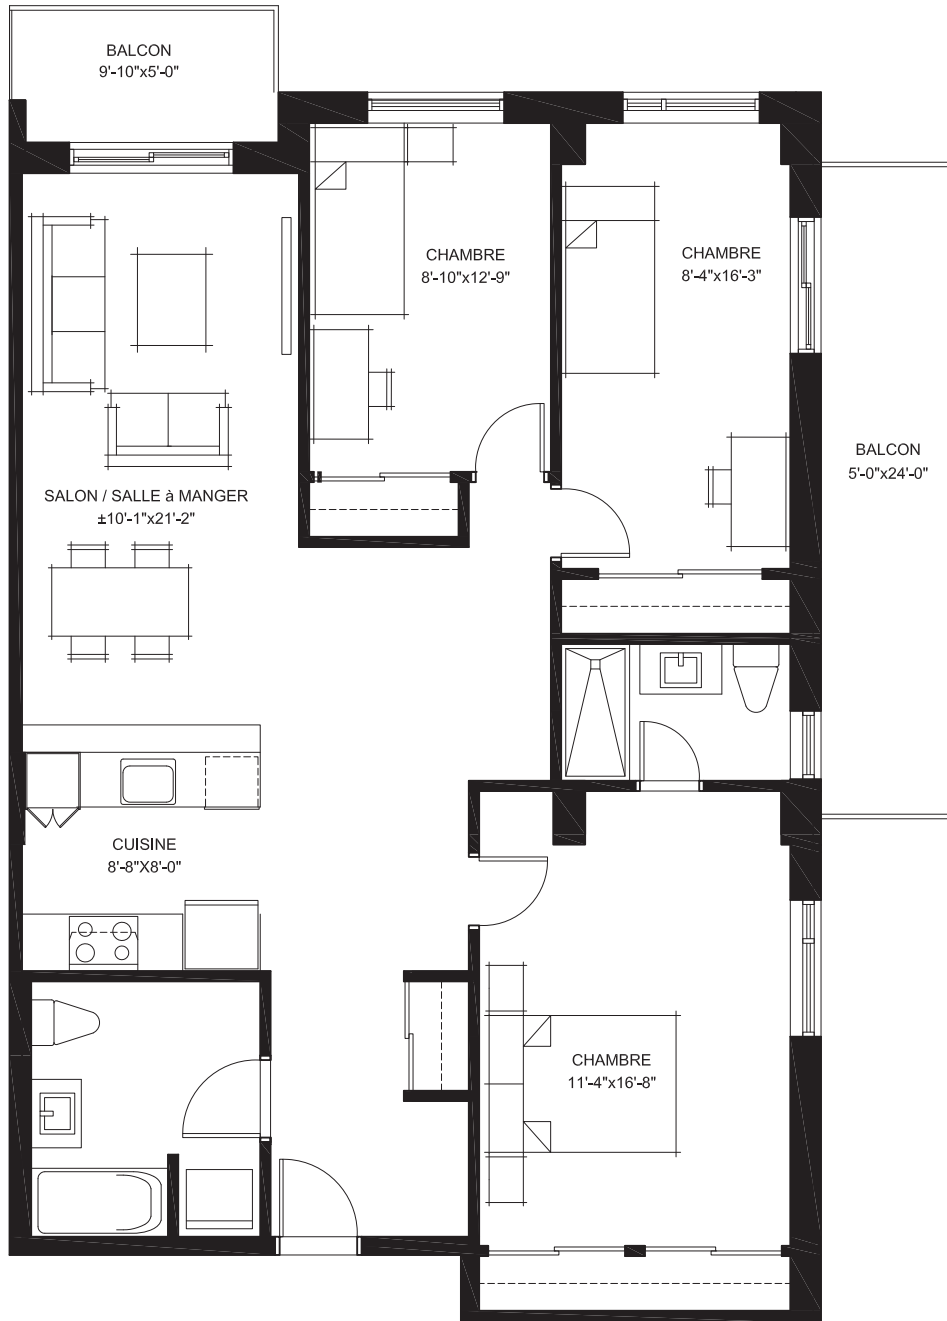 BALCON
9'-10"x5'-0"
CHAMBRE
8'-10"x12'-9"
CHAMBRE
8'-4"x16'-3"
BALCON
5'-0"x24'-0"
SALON / SALLE à MANGER
±10'-1"x21'-2"
CUISINE
8'-8"X8'-0"
CHAMBRE
11'-4"x16'-8"